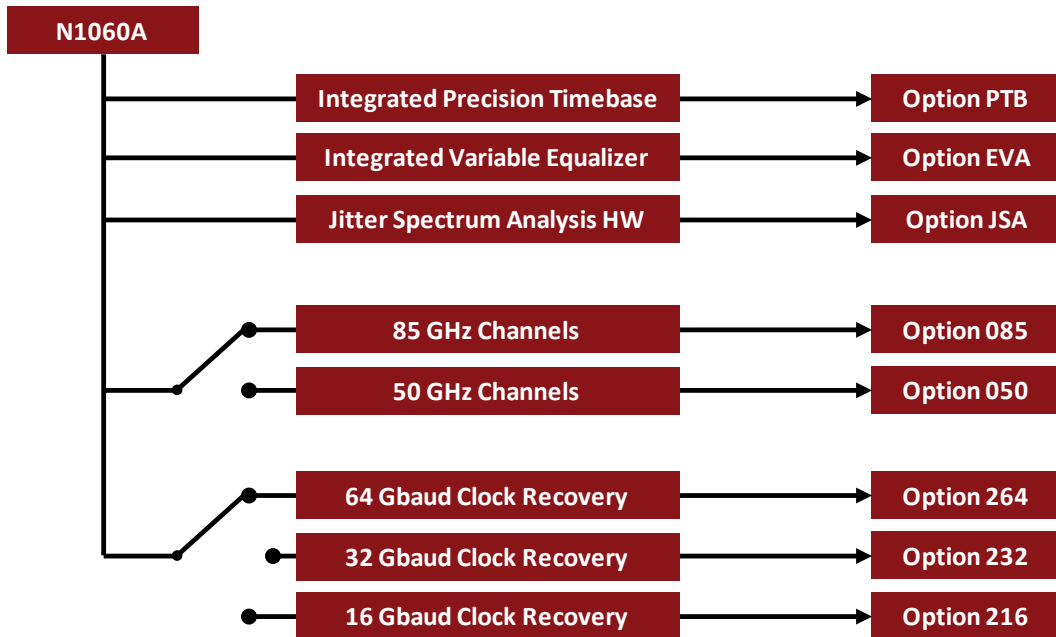 N1060A
Integrated Precision Timebase
Option PTB
Integrated Variable Equalizer
Option EVA
Jitter Spectrum Analysis HW
Option JSA
85 GHz Channels
Option 085
50 GHz Channels
Option 050
64 Gbaud Clock Recovery
Option 264
32 Gbaud Clock Recovery
Option 232
16 Gbaud Clock Recovery
Option 216